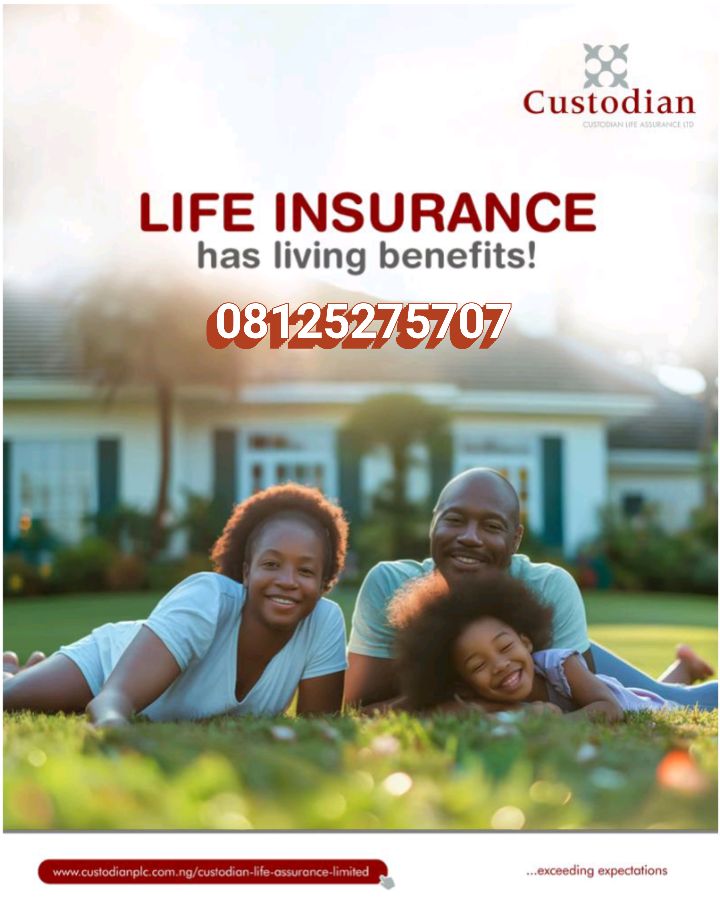 Custodian
CUSTODIAN LIFE ASSURANCE LTD
LIFE INSURANCE
has living benefits!
08125275707
www.custodianplc.com.ng/custodian-life-assurance-limited
...exceeding expectations